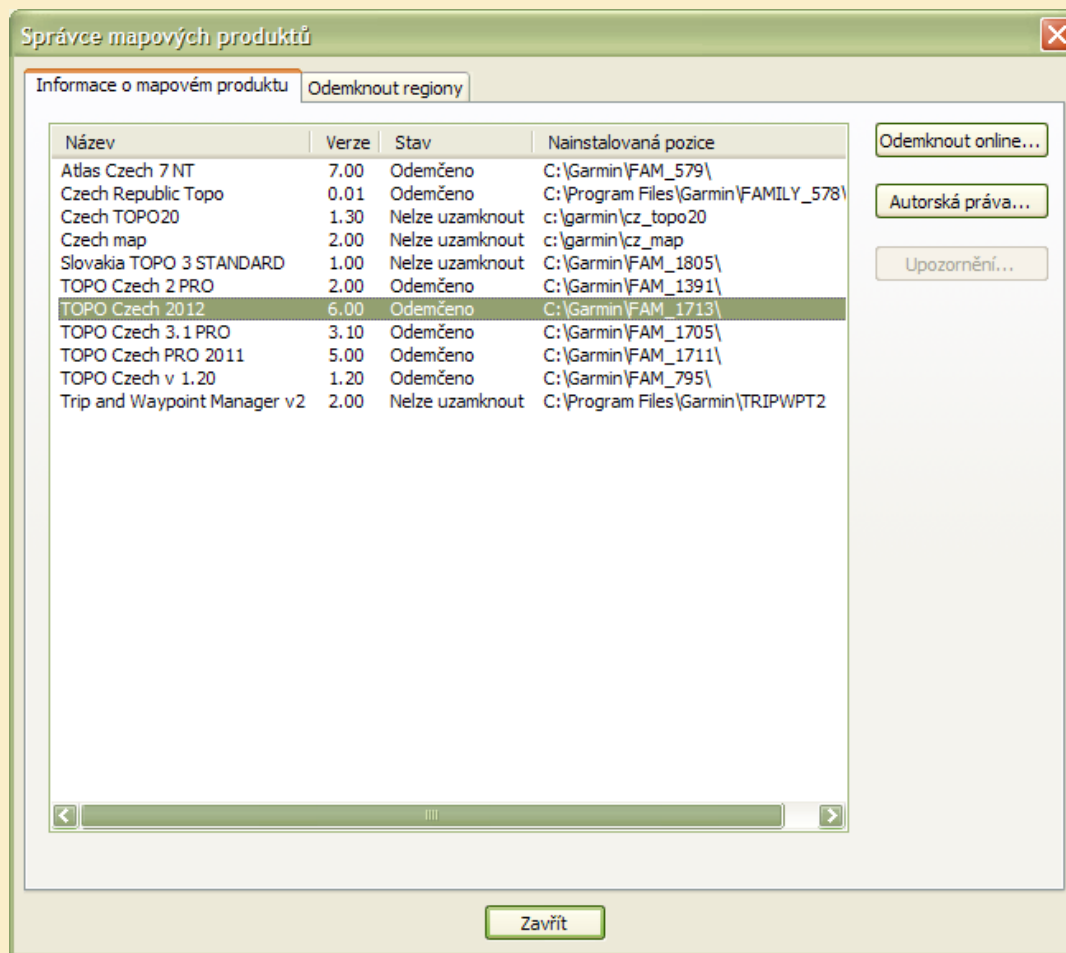 Správce mapových produktů
Informace o mapovém produktu Odemknout regiony
Název Verze Stav Nainstalovaná pozice
Atlas Czech 7 NT 7.00 Odemčeno C:\Garmin\FAM_579\
Czech Republic Topo 0.01 Odemčeno C:\Program Files\Garmin\FAMILY_578\
Czech TOPO20 1.30 Nelze uzamknout c:\garmin\cz_topo20
Czech map 2.00 Nelze uzamknout c:\garmin\cz_map
Slovakia TOPO 3 STANDARD 1.00 Nelze uzamknout C:\Garmin\FAM_1805\
TOPO Czech 2 PRO 2.00 Odemčeno C:\Garmin\FAM_1391\
TOPO Czech 2012 6.00 Odemčeno C:\Garmin\FAM_1713\
TOPO Czech 3.1 PRO 3.10 Odemčeno C:\Garmin\FAM_1705\
TOPO Czech PRO 2011 5.00 Odemčeno C:\Garmin\FAM_1711\
TOPO Czech v 1.20 1.20 Odemčeno C:\Garmin\FAM_795\
Trip and Waypoint Manager v2 2.00 Nelze uzamknout C:\Program Files\Garmin\TRIPWPT2
Odemknout online...
Autorská práva...
Upozornění...
Zavřít